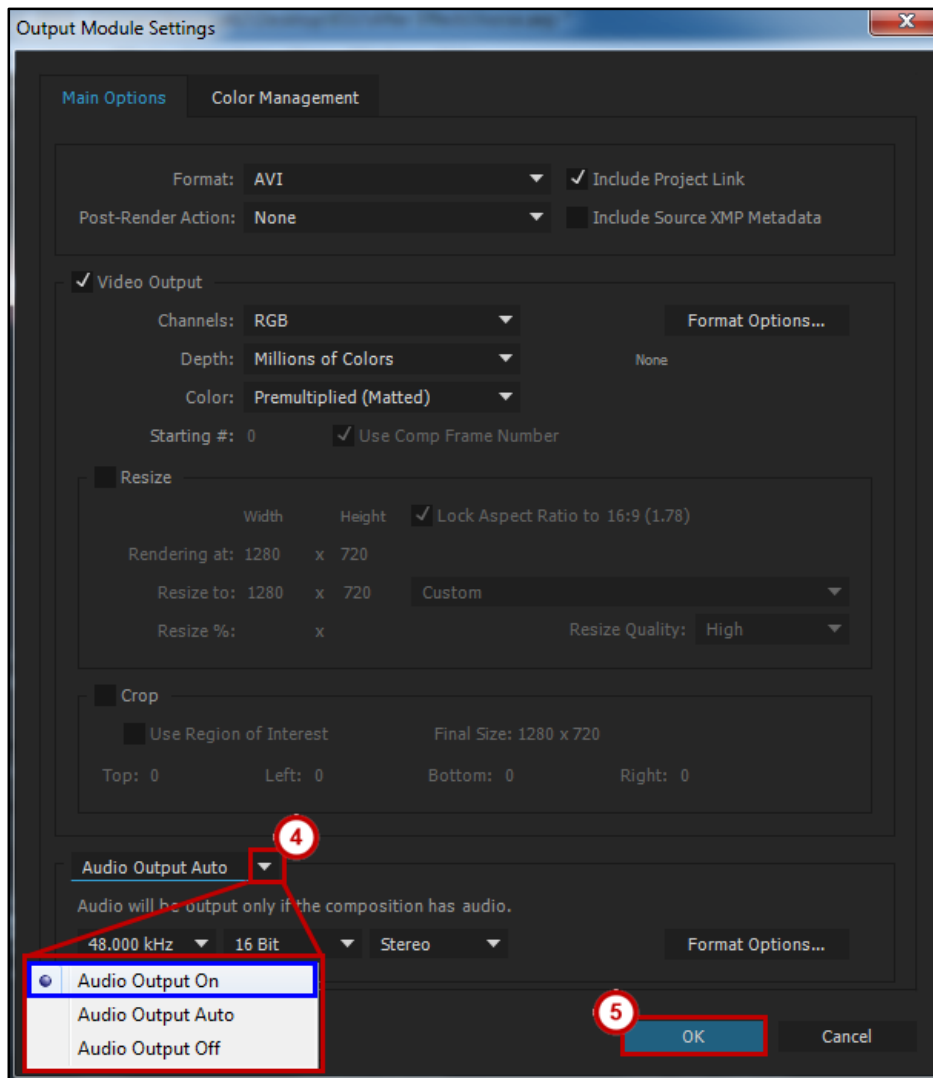 Output Module Settings
Main Options Color Management
Format: AVI Include Project Link
Post-Render Action: None Include Source XMP Metadata
Video Output
Channels: RGB Format Options...
Depth: Millions of Colors None
Color: Premultiplied (Matted)
Starting #: 0 Use Comp Frame Number
Resize
Width Height Lock Aspect Ratio to 16:9 (1.78)
Rendering at: 1280 x 720
Resize to: 1280 x 720 Custom
Resize %: x Resize Quality: High
Crop
Use Region of Interest Final Size: 1280 x 720
Top: 0 Left: 0 Bottom: 0 Right: 0
4
Audio Output Auto
Audio will be output only if the composition has audio.
48.000 kHz 16 Bit Stereo Format Options...
Audio Output On
Audio Output Auto
Audio Output Off
5
OK Cancel